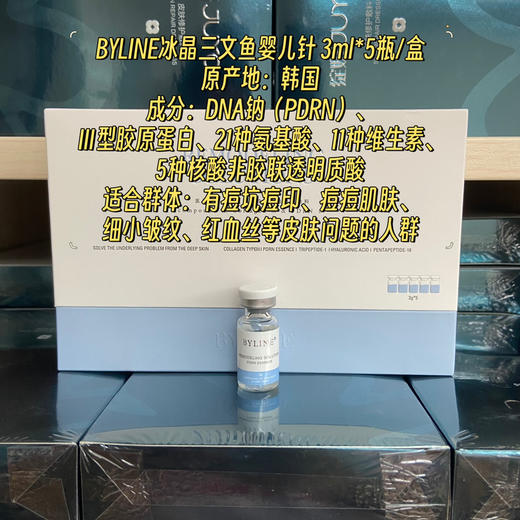 BYLINE冰晶三文鱼婴儿针 3ml*5瓶/盒
原产地：韩国
成分：DNA钠（PDRN）、
III型胶原蛋白、21种氨基酸、11种维生素、
5种核酸非胶联透明质酸
适合群体：有痘坑痘印、痘痘肌肤、
细小皱纹、红血丝等皮肤问题的人群
SOLVE THE UNDERLYING PROBLEM FROM THE DEEP SKIN
COLLAGEN TYPEⅢ PDRN ESSENCE | TRIPEPTIDE-1 | HYALURONIC ACID | PENTAPEPTIDE-18
3g*5
BYLINE